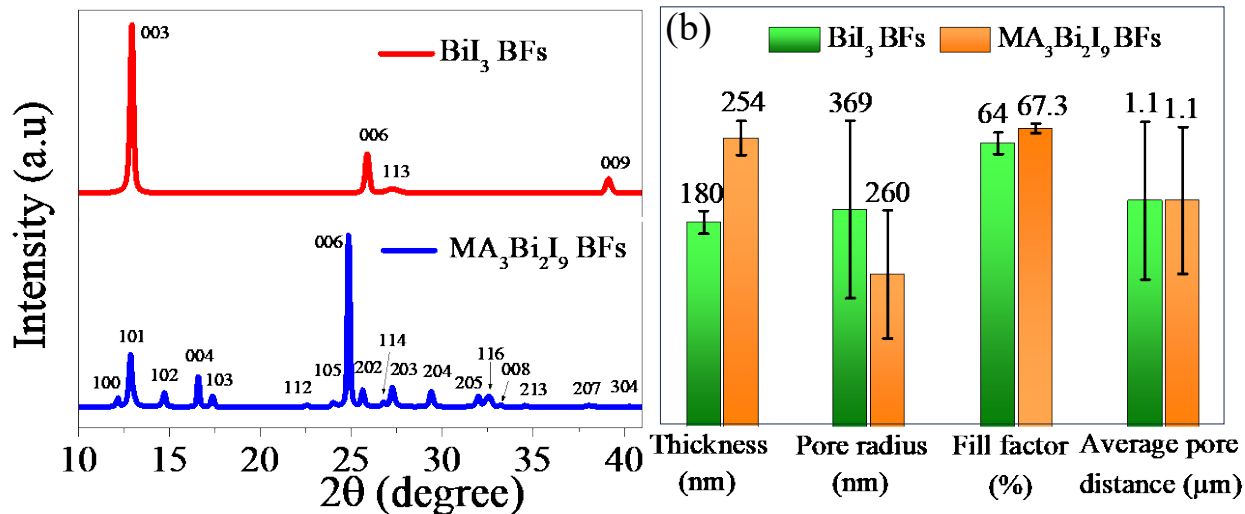 Intensity (a.u)
003
BiI₃ BFs
006
113
009
006
MA₃Bi₂I₉ BFs
101
004
114
116
008
100
102
103
112
105
202
203
204
205
213
207
304
10 15 20 25 30 35 40
2θ (degree)
(b)
BiI₃ BFs MA₃Bi₂I₉ BFs
180 254
369 260
64 67.3
1.1 1.1
Thickness
(nm)
Pore radius
(nm)
Fill factor
(%)
Average pore
distance (μm)